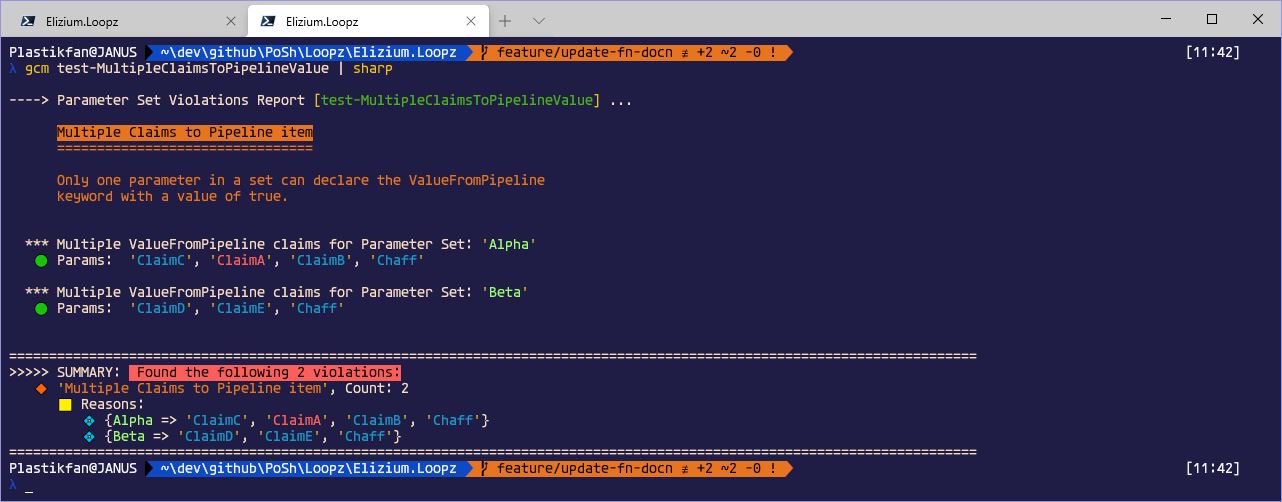 Elizium.Loopz
Elizium.Loopz
Plastikfan@JANUS ~\dev\github\PoSh\Loopz\Elizium.Loopz feature/update-fn-docn ≢ +2 ~2 -0 ! [11:42]
λ gcm test-MultipleClaimsToPipelineValue | sharp
----> Parameter Set Violations Report [test-MultipleClaimsToPipelineValue] ...
Multiple Claims to Pipeline item
================================
Only one parameter in a set can declare the ValueFromPipeline
keyword with a value of true.
*** Multiple ValueFromPipeline claims for Parameter Set: 'Alpha'
Params: 'ClaimC', 'ClaimA', 'ClaimB', 'Chaff'
*** Multiple ValueFromPipeline claims for Parameter Set: 'Beta'
Params: 'ClaimD', 'ClaimE', 'Chaff'
=========================================================================================================================
>>>>> SUMMARY: Found the following 2 violations:
'Multiple Claims to Pipeline item', Count: 2
Reasons:
{Alpha => 'ClaimC', 'ClaimA', 'ClaimB', 'Chaff'}
{Beta => 'ClaimD', 'ClaimE', 'Chaff'}
=========================================================================================================================
Plastikfan@JANUS ~\dev\github\PoSh\Loopz\Elizium.Loopz feature/update-fn-docn ≢ +2 ~2 -0 ! [11:42]
λ _